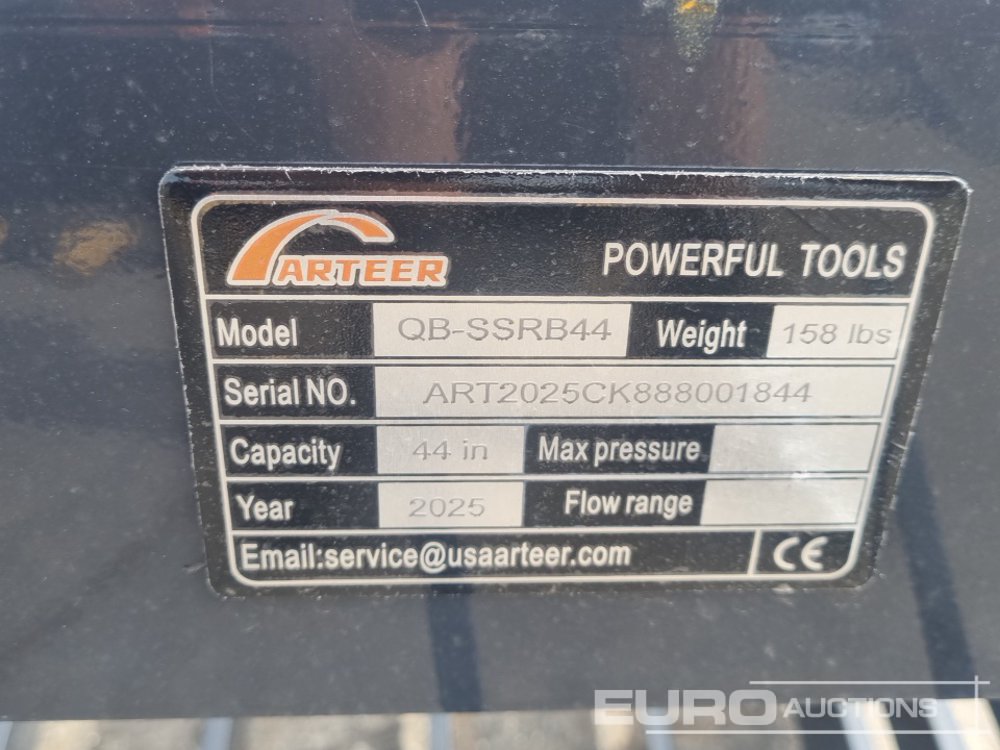 ARTEER POWERFUL TOOLS
Model QB-SSRB44 Weight 158 lbs
Serial NO. ART2025CK888001844
Capacity 44 in Max pressure
Year 2025 Flow range
Email:service@usaarteer.com CE
EURO AUCTIONS